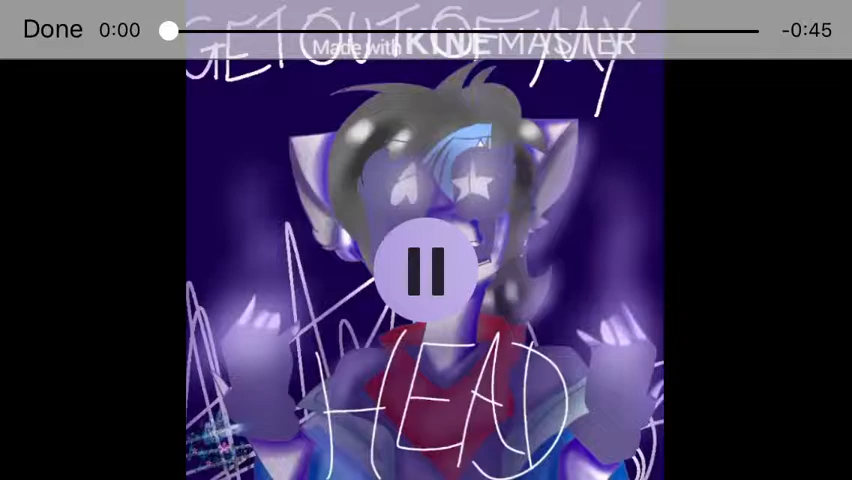 Done 0:00 -0:45
GET OUT OF MY
Made with KINEMASTER
HEAD